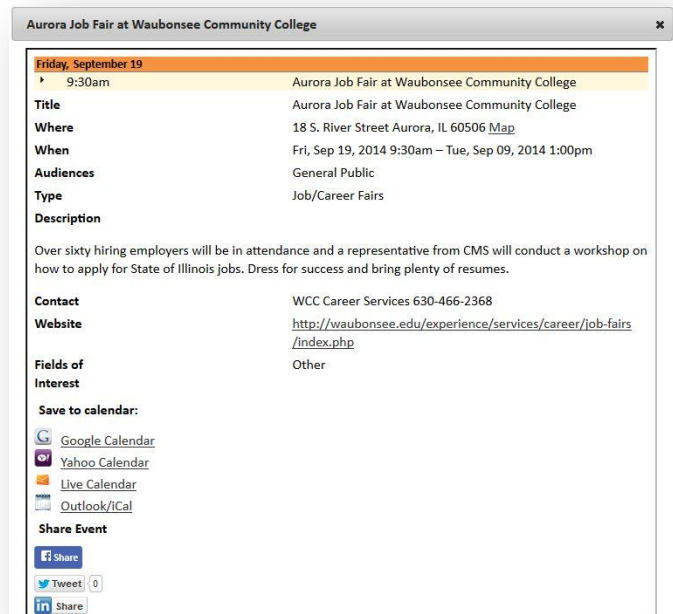 Aurora Job Fair at Waubonsee Community College
Friday, September 19
9:30am Aurora Job Fair at Waubonsee Community College
Title Aurora Job Fair at Waubonsee Community College
Where 18 S. River Street Aurora, IL 60506 Map
When Fri, Sep 19, 2014 9:30am – Tue, Sep 09, 2014 1:00pm
Audiences General Public
Type Job/Career Fairs
Description
Over sixty hiring employers will be in attendance and a representative from CMS will conduct a workshop on
how to apply for State of Illinois jobs. Dress for success and bring plenty of resumes.
Contact WCC Career Services 630-466-2368
Website http://waubonsee.edu/experience/services/career/job-fairs
/index.php
Fields of Other
Interest
Save to calendar:
Google Calendar
Yahoo Calendar
Live Calendar
Outlook/iCal
Share Event
Share
Tweet 0
in Share